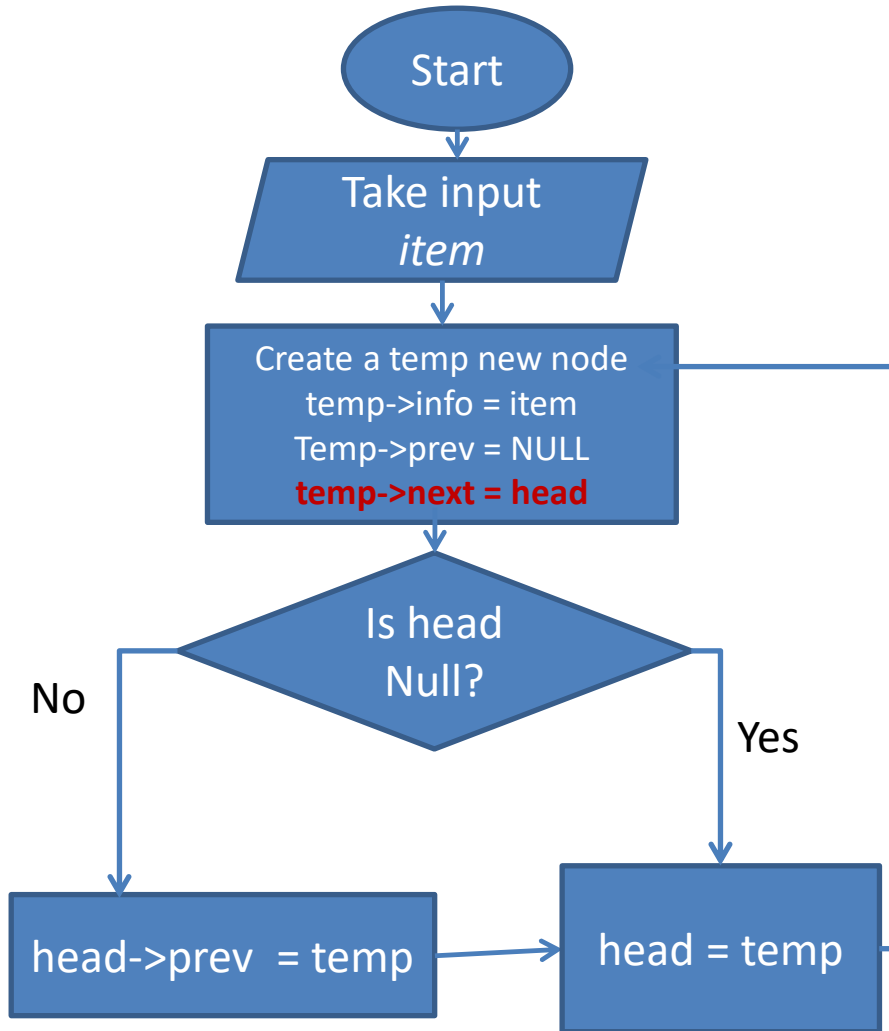 Start
Take input
item
Create a temp new node
temp->info = item
Temp->prev = NULL
temp->next = head
Is head
Null?
No
Yes
head->prev  = temp
head = temp